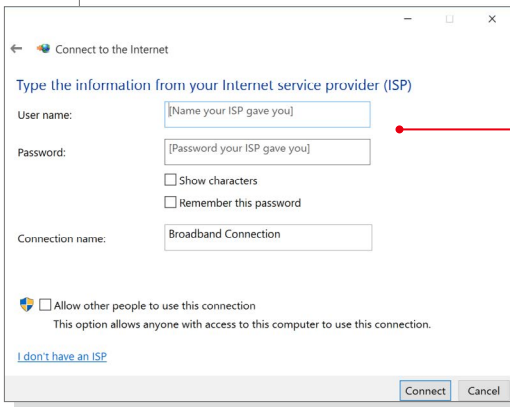 Connect to the Internet
Type the information from your Internet service provider (ISP)
User name:
[Name your ISP gave you]
Password:
[Password your ISP gave you]
Show characters
Remember this password
Connection name:
Broadband Connection
Allow other people to use this connection
This option allows anyone with access to this computer to use this connection.
I don't have an ISP
Connect
Cancel